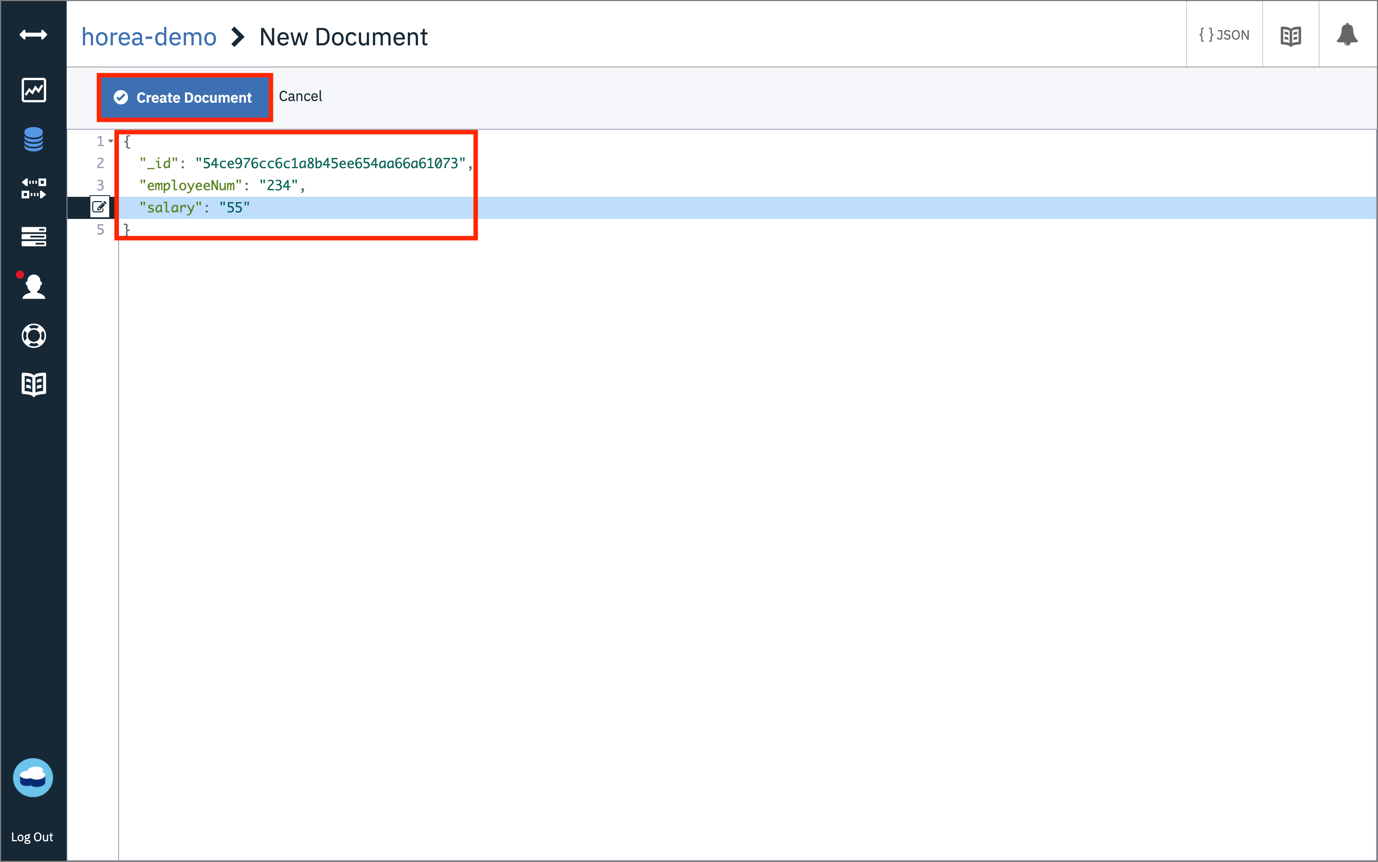 horea-demo > New Document
{ } JSON
Create Document Cancel
1 {
2 "_id": "54ce976cc6c1a8b45ee654aa66a61073",
3 "employeeNum": "234",
"salary": "55"
5 }
Log Out